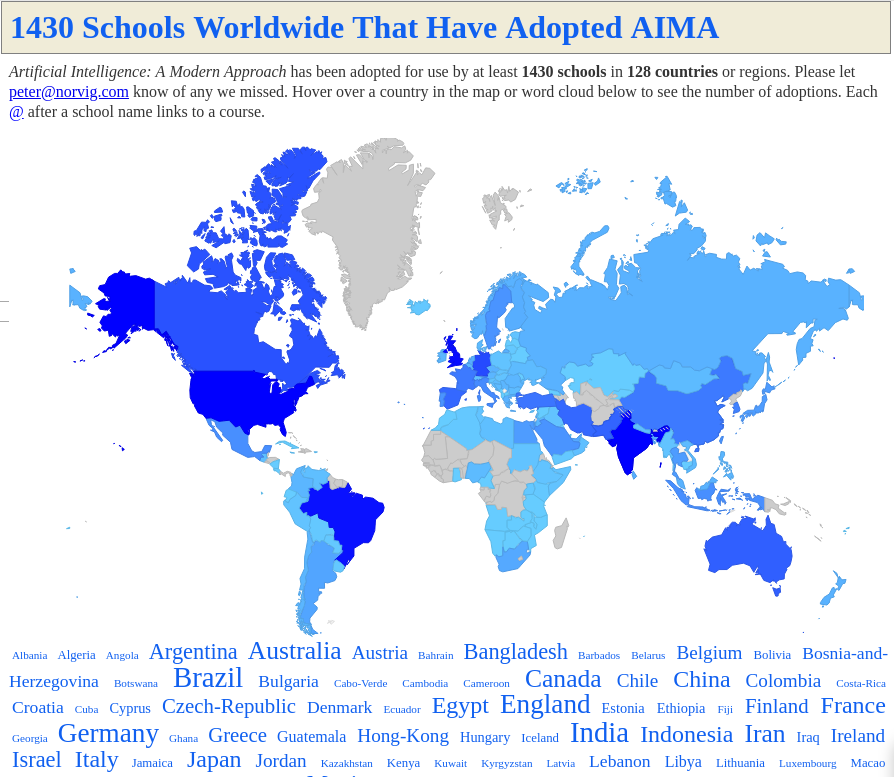 1430 Schools Worldwide That Have Adopted AIMA
Artificial Intelligence: A Modern Approach has been adopted for use by at least 1430 schools in 128 countries or regions. Please let
peter@norvig.com know of any we missed. Hover over a country in the map or word cloud below to see the number of adoptions. Each
@ after a school name links to a course.
Albania Algeria Angola Argentina Australia Austria Bahrain Bangladesh Barbados Belarus Belgium Bolivia Bosnia-and-
Herzegovina Botswana Brazil Bulgaria Cabo-Verde Cambodia Cameroon Canada Chile China Colombia Costa-Rica
Croatia Cuba Cyprus Czech-Republic Denmark Ecuador Egypt England Estonia Ethiopia Fiji Finland France
Georgia Germany Ghana Greece Guatemala Hong-Kong Hungary Iceland India Indonesia Iran Iraq Ireland
Israel Italy Jamaica Japan Jordan Kazakhstan Kenya Kuwait Kyrgyzstan Latvia Lebanon Libya Lithuania Luxembourg Macao